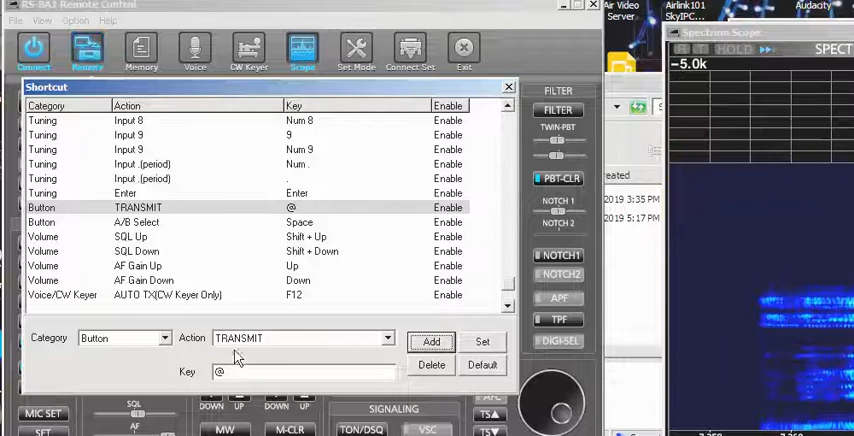 RS-BA1 Remote Control
File View Option Help
Connect Remote Memory Voice CW Keyer Scope Set Mode Connect Set Exit
Air Video Server
Airlink101 SkyIPC...
Audacity
Spectrum Scope
HOLD SPECT
-5.0k
Shortcut
Category Action Key Enable
Tuning Input 8 Num 8 Enable
Tuning Input 9 9 Enable
Tuning Input 9 Num 9 Enable
Tuning Input .(period) Num . Enable
Tuning Input .(period) . Enable
Tuning Enter Enter Enable
Button TRANSMIT @ Enable
Button A/B Select Space Enable
Volume SQL Up Shift + Up Enable
Volume SQL Down Shift + Down Enable
Volume AF Gain Up Up Enable
Volume AF Gain Down Down Enable
Voice/CW Keyer AUTO TX(CW Keyer Only) F12 Enable
Category Button Action TRANSMIT Add Set
Key @ Delete Default
FILTER
FILTER
TWIN-PBT
PBT-CLR
NOTCH 1
NOTCH 2
NOTCH1
NOTCH2
APF
TPF
DIGI-SEL
reated
2019 3:35 PM
2019 5:17 PM
MIC SET
SET
SQL
AF
DOWN UP DOWN UP
MW M-CLR
SIGNALING
TON/DSQ VSC
AFC
TS▲
TS▼